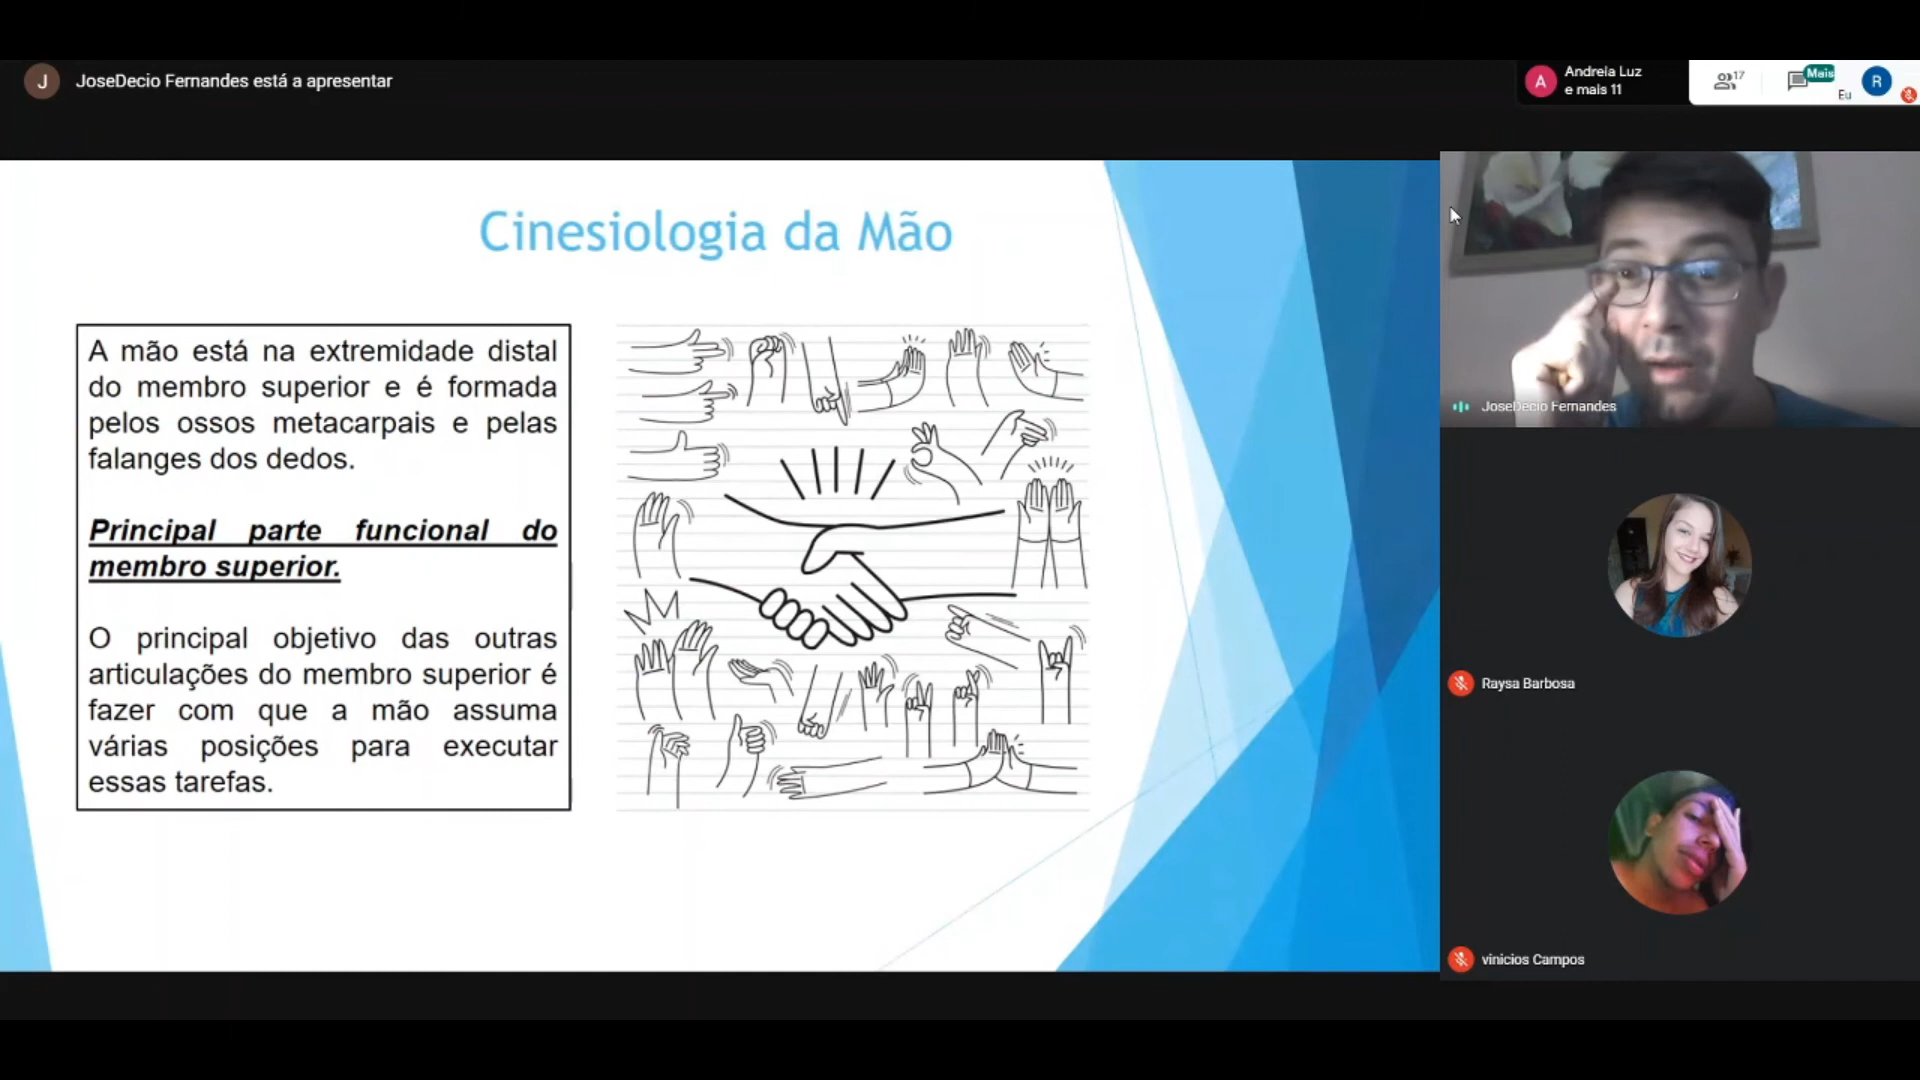 J
JoseDecio Fernandes está a apresentar
A
Andreia Luz
e mais 11
17
Mais
Eu
R
Cinesiologia da Mão
A mão está na extremidade distal
do membro superior e é formada
pelos ossos metacarpais e pelas
falanges dos dedos.
Principal parte funcional do
membro superior.
O principal objetivo das outras
articulações do membro superior é
fazer com que a mão assuma
várias posições para executar
essas tarefas.
JoseDecio Fernandes
Raysa Barbosa
vinicios Campos